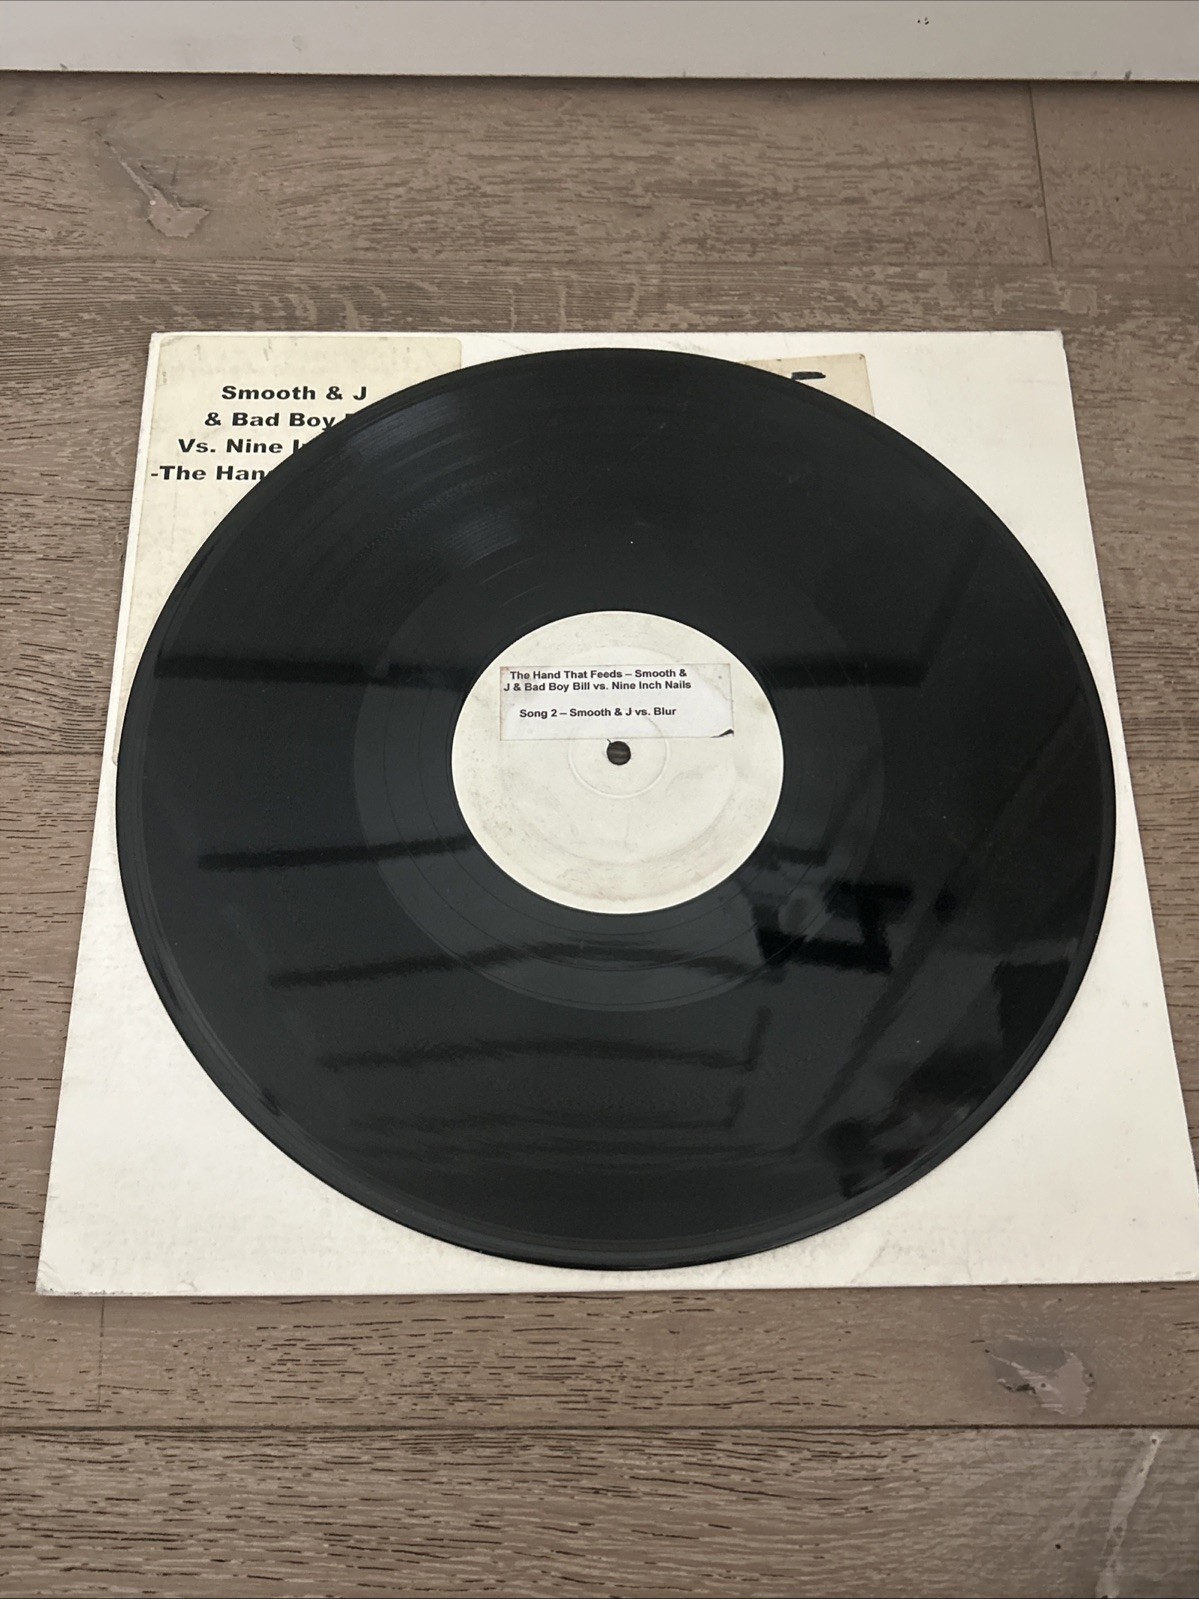 Smooth & J
& Bad Boy
Vs. Nine
-The
The Hand That Feeds – Smooth &
J & Bad Boy Bill vs. Nine Inch Nails
Song 2 – Smooth & J vs. Blur